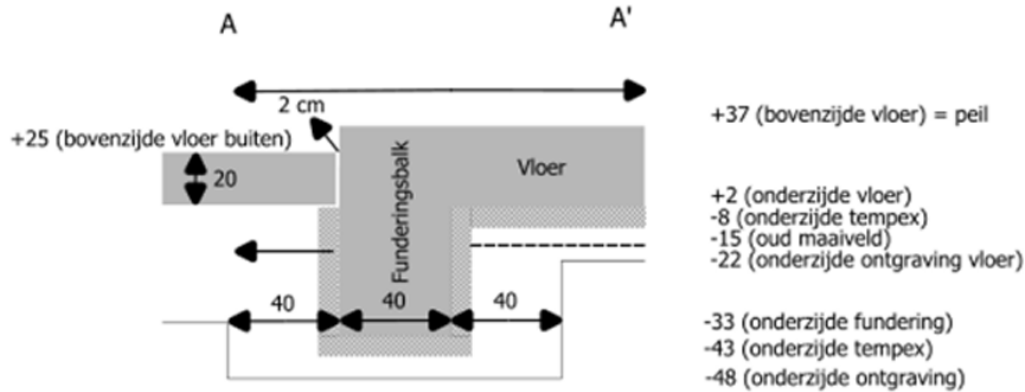 A
A'
2 cm
+37 (bovenzijde vloer) = peil
+25 (bovenzijde vloer buiten)
20
Funderingsbalk
Vloer
+2 (onderzijde vloer)
-8 (onderzijde tempex)
-15 (oud maaiveld)
-22 (onderzijde ontgraving vloer)
40
40
40
-33 (onderzijde fundering)
-43 (onderzijde tempex)
-48 (onderzijde ontgraving)